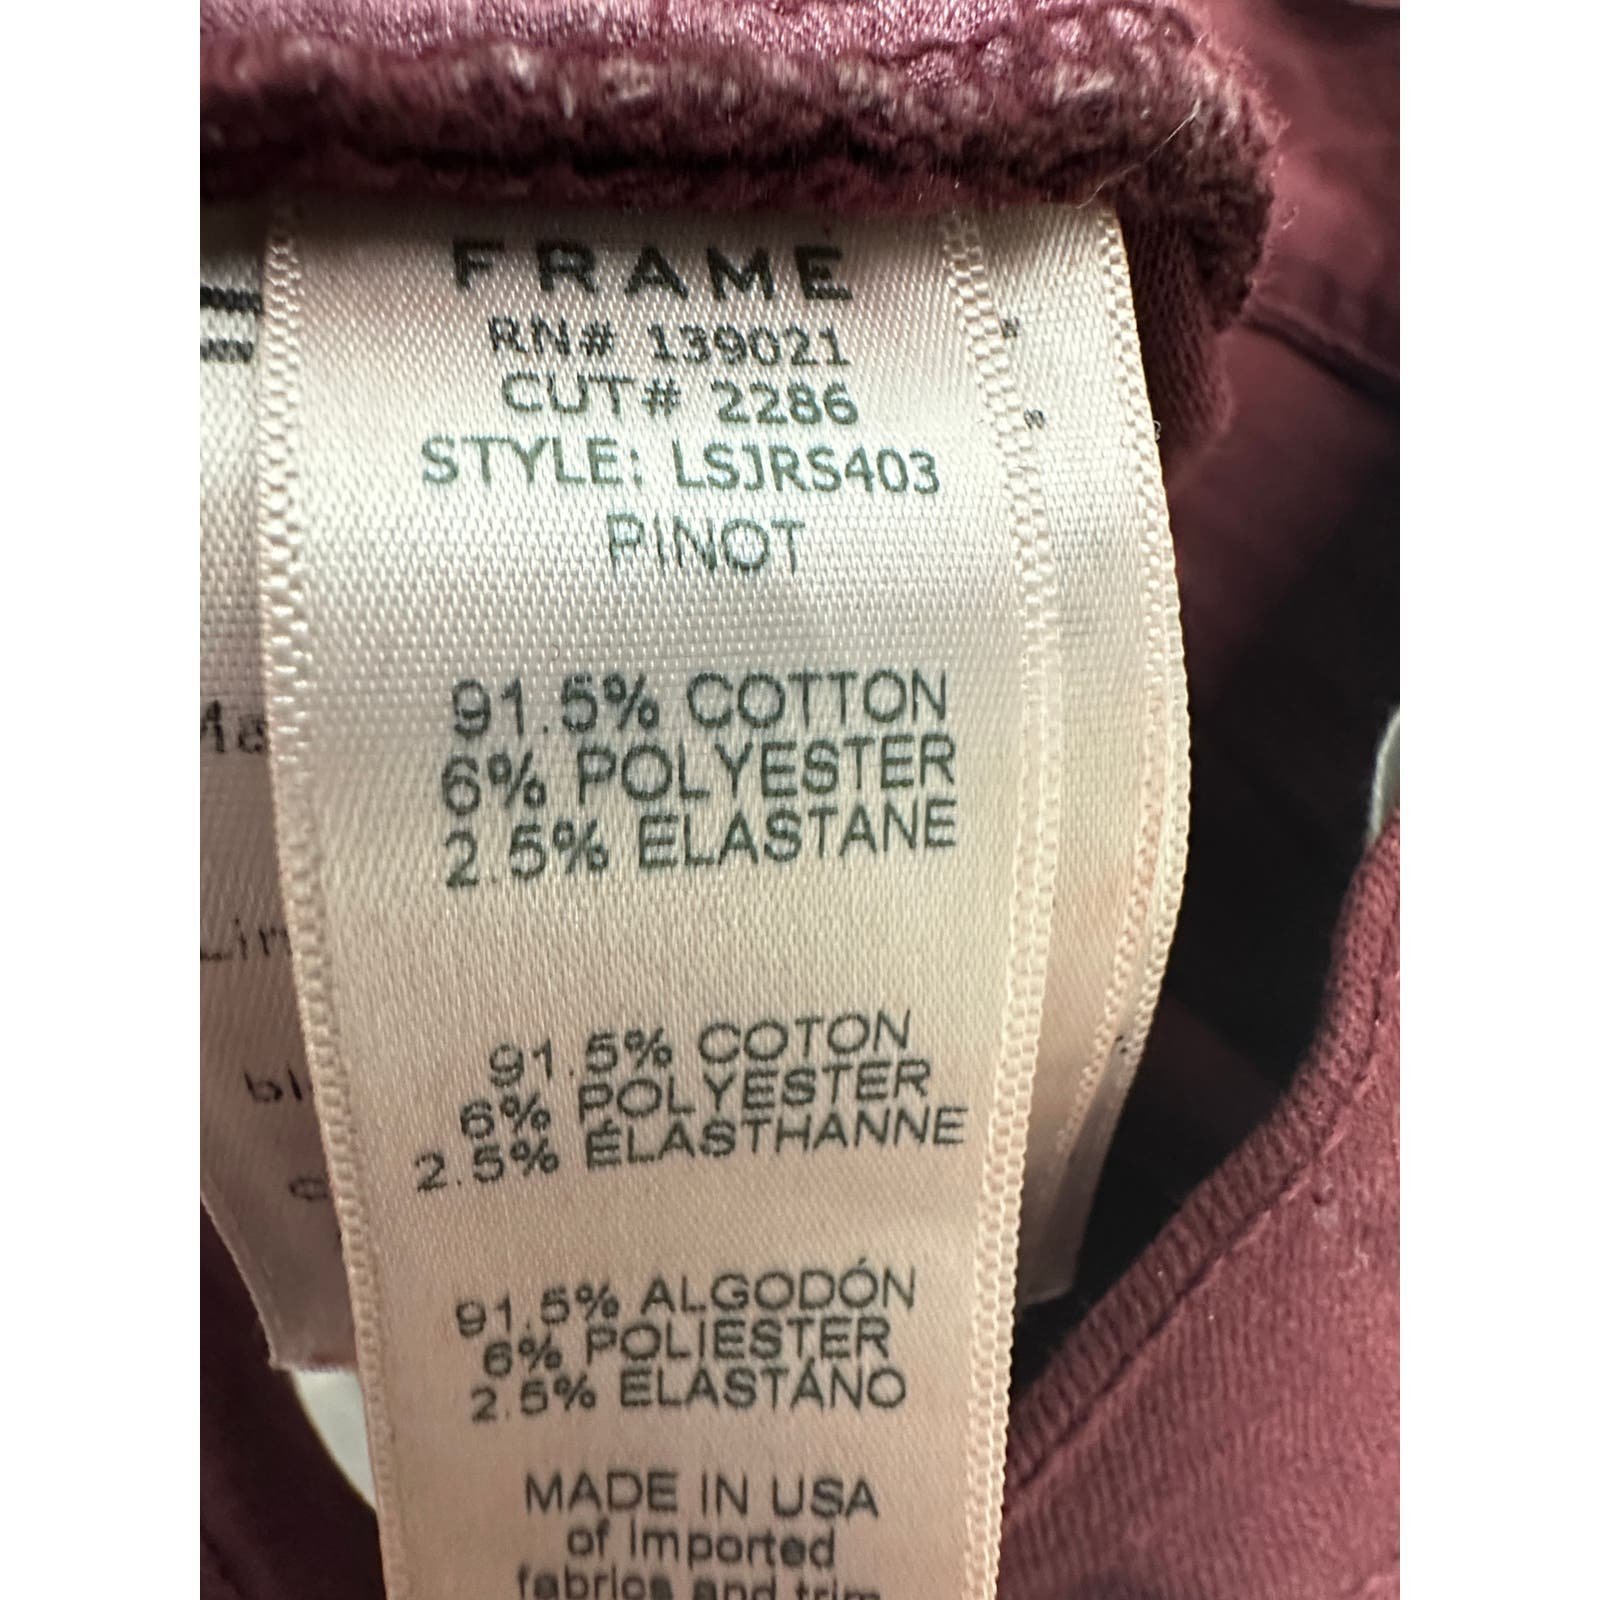 FRAME
RN# 139021
CUT# 2286
STYLE: LSJRS403
PINOT
91.5% COTTON
6% POLYESTER
2.5% ELASTANE
91.5% COTON
6% POLYESTER
2.5% ÉLASTHANNE
91.5% ALGODÓN
6% POLIESTER
2.5% ELASTÁNO
MADE IN USA
of imported
fabrics and trim